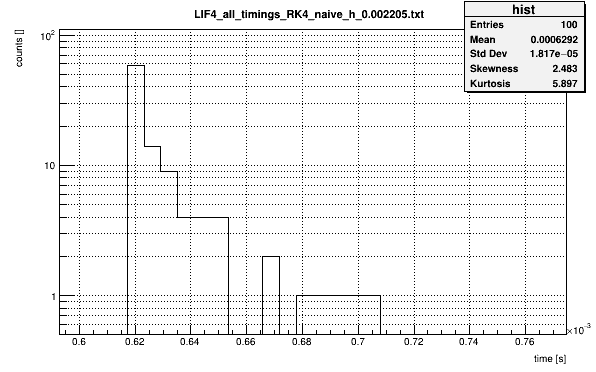 LIF4_all_timings_RK4_naive_h_0.002205.txt
hist
Entries 100
Mean 0.0006292
Std Dev 1.817e−05
Skewness 2.483
Kurtosis 5.897
counts []
10²
10
1
0.6 0.62 0.64 0.66 0.68 0.7 0.72 0.74 0.76
×10⁻³
time [s]